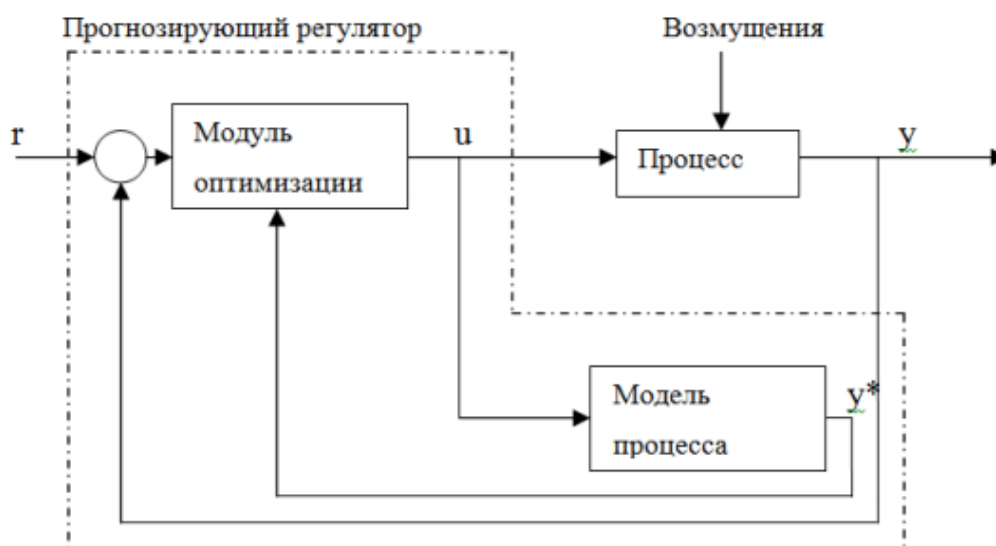 Прогнозирующий регулятор
Возмущения
r
Модуль
оптимизации
u
Процесс
y
Модель
процесса
y*